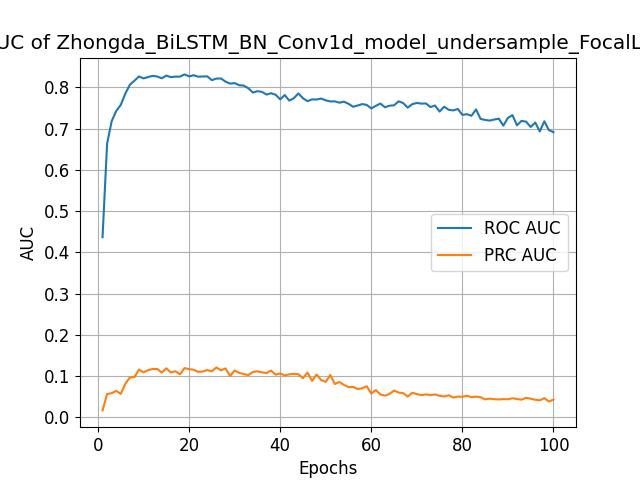 UC of Zhongda_BiLSTM_BN_Conv1d_model_undersample_FocalL
0.8
0.7
0.6
0.5
0.4
0.3
0.2
0.1
0.0
AUC
ROC AUC
PRC AUC
0 20 40 60 80 100
Epochs